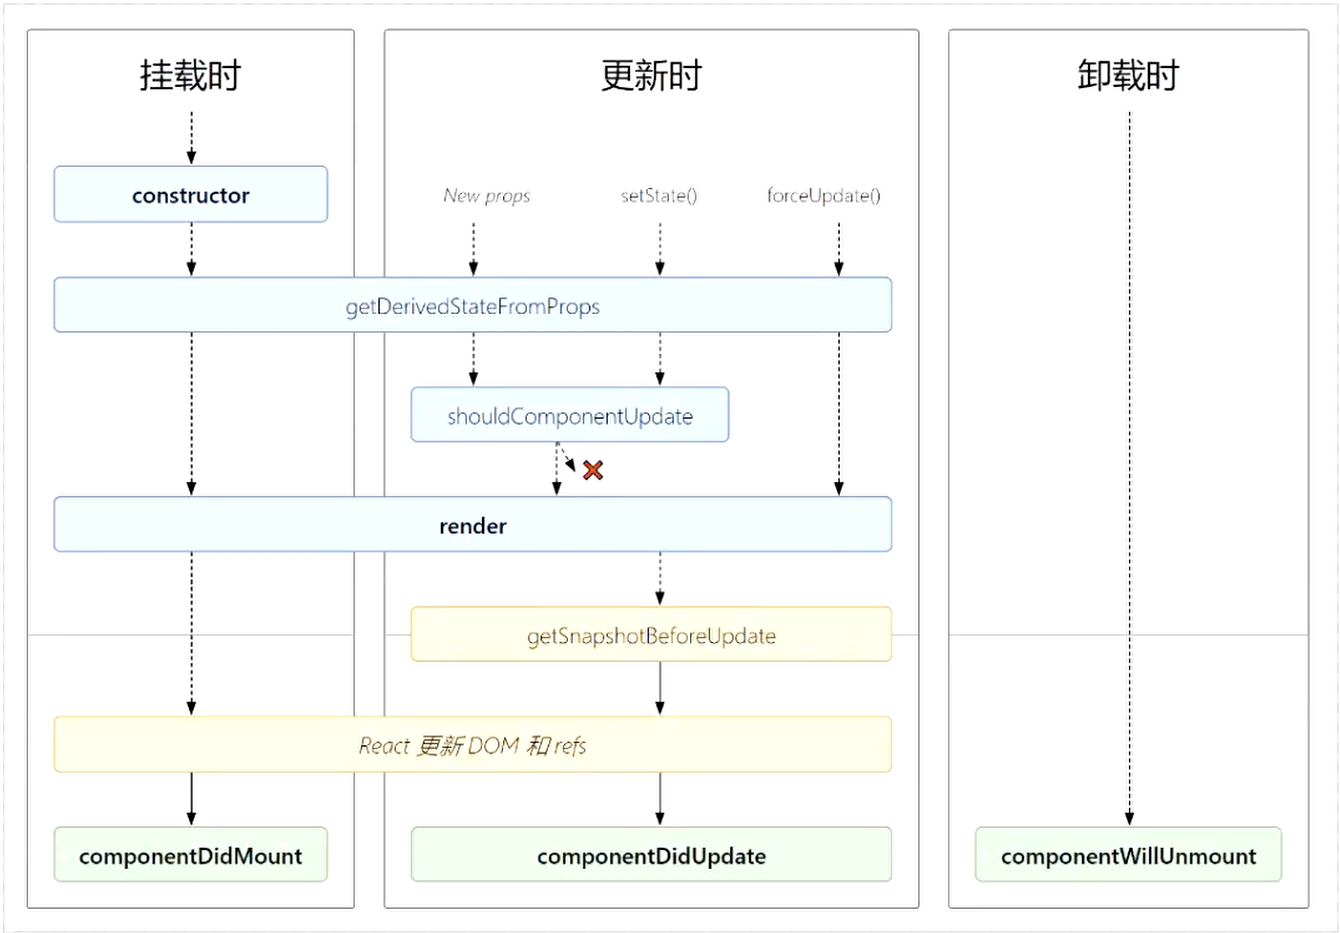 挂载时
更新时
卸载时
constructor
New props
setState()
forceUpdate()
getDerivedStateFromProps
shouldComponentUpdate
render
getSnapshotBeforeUpdate
React 更新 DOM 和 refs
componentDidMount
componentDidUpdate
componentWillUnmount